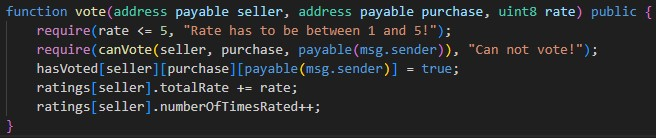 function vote(address payable seller, address payable purchase, uint8 rate) public {
    require(rate <= 5, "Rate has to be between 1 and 5!");
    require(canVote(seller, purchase, payable(msg.sender)), "Can not vote!");
    hasVoted[seller][purchase][payable(msg.sender)] = true;
    ratings[seller].totalRate += rate;
    ratings[seller].numberOfTimesRated++;
}